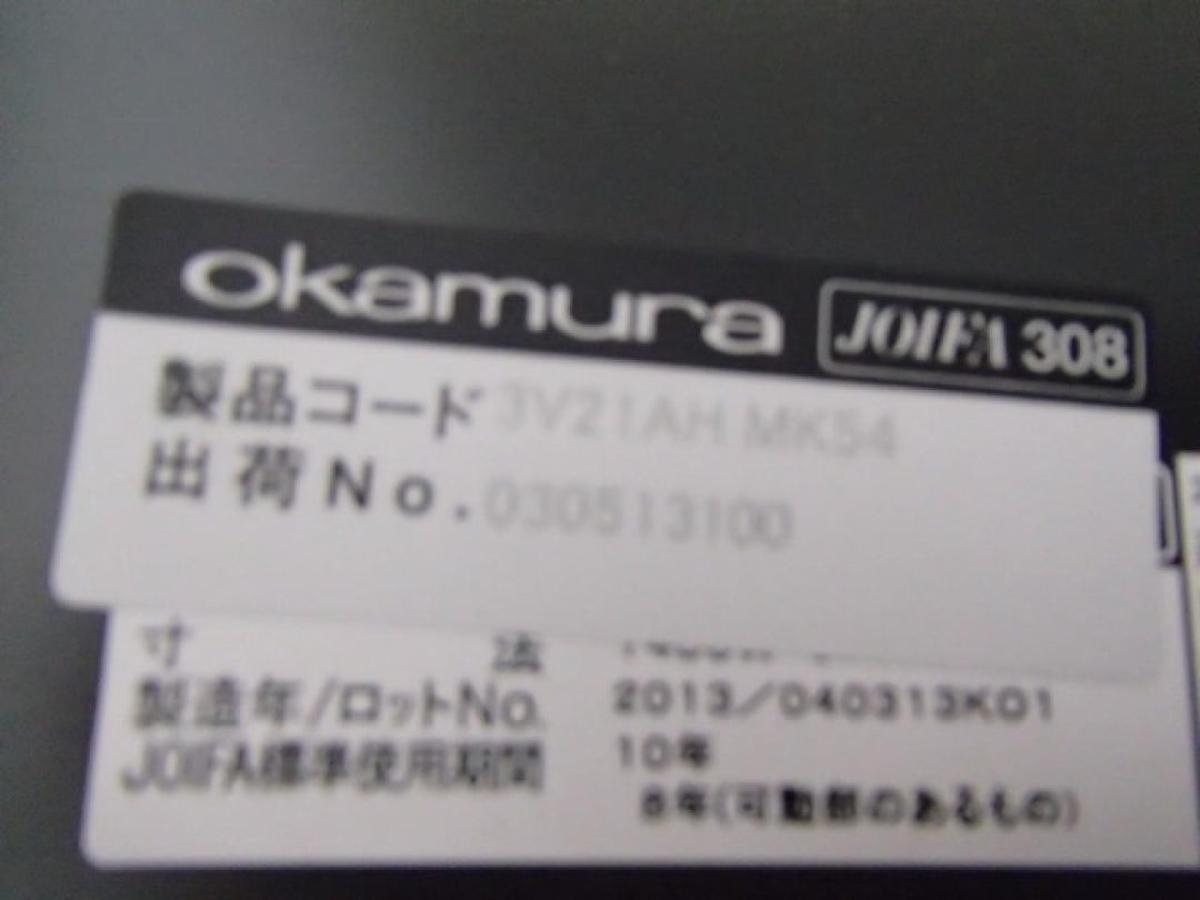 okamura JOIFA 308
製品コード 3V21AH MK54
出荷No. 030513100
寸 法
製造年/ロットNo. 2013/040313K01
JOIFA標準使用期間 10年
8年(可動部のあるもの)